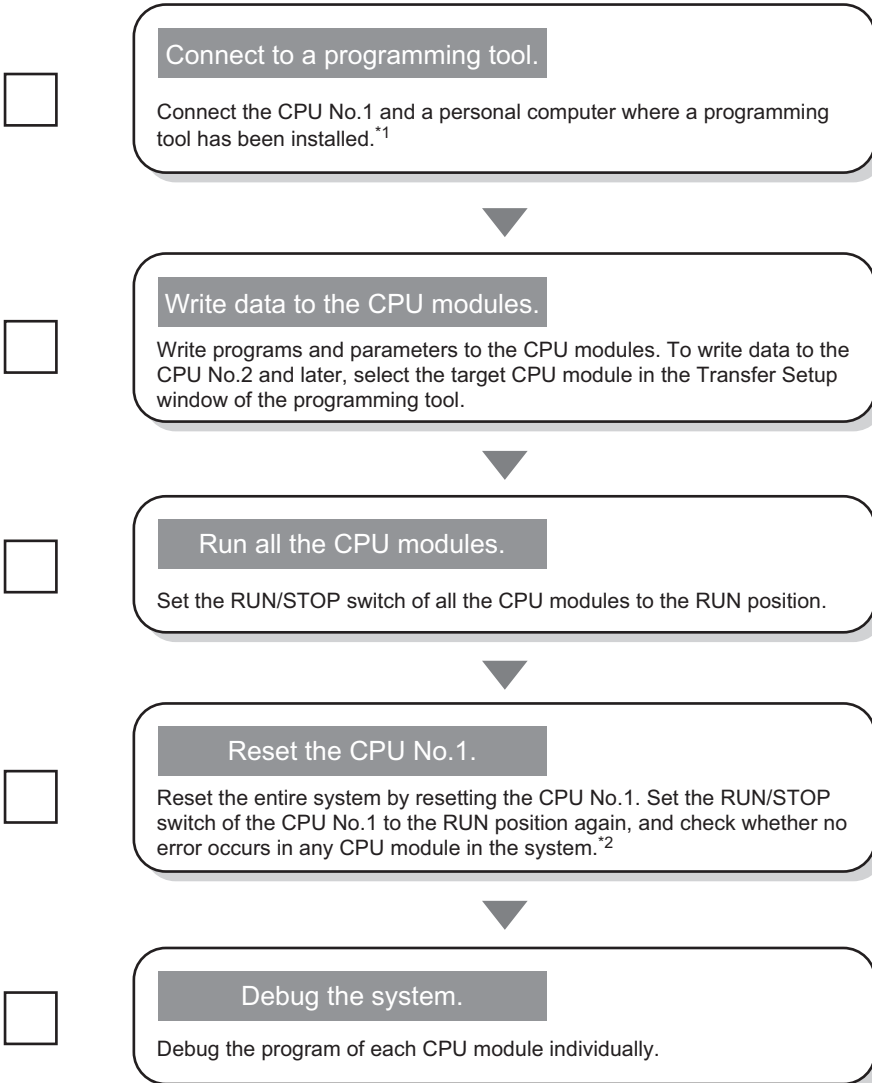 Connect to a programming tool.
Connect the CPU No.1 and a personal computer where a programming
tool has been installed.*1
Write data to the CPU modules.
Write programs and parameters to the CPU modules. To write data to the
CPU No.2 and later, select the target CPU module in the Transfer Setup
window of the programming tool.
Run all the CPU modules.
Set the RUN/STOP switch of all the CPU modules to the RUN position.
Reset the CPU No.1.
Reset the entire system by resetting the CPU No.1. Set the RUN/STOP
switch of the CPU No.1 to the RUN position again, and check whether no
error occurs in any CPU module in the system.*2
Debug the system.
Debug the program of each CPU module individually.